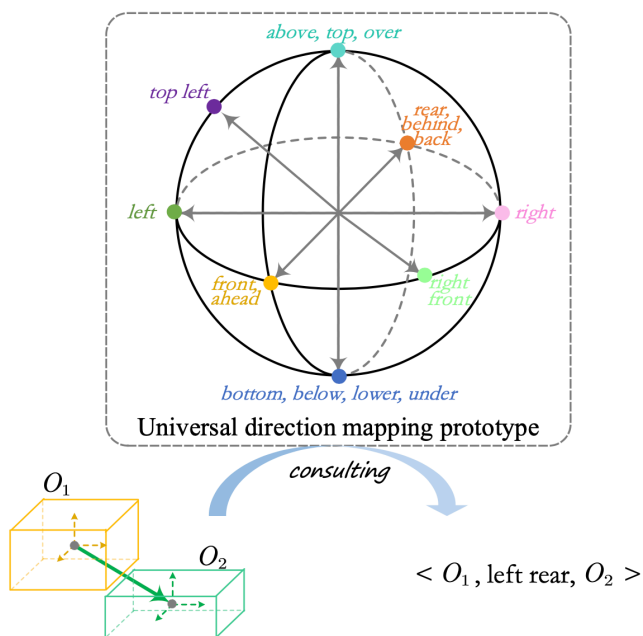 above, top, over
top left
rear,
behind,
back
left
right
front,
ahead
right
front
bottom, below, lower, under
Universal direction mapping prototype
consulting
O₁
O₂
< O₁, left rear, O₂ >